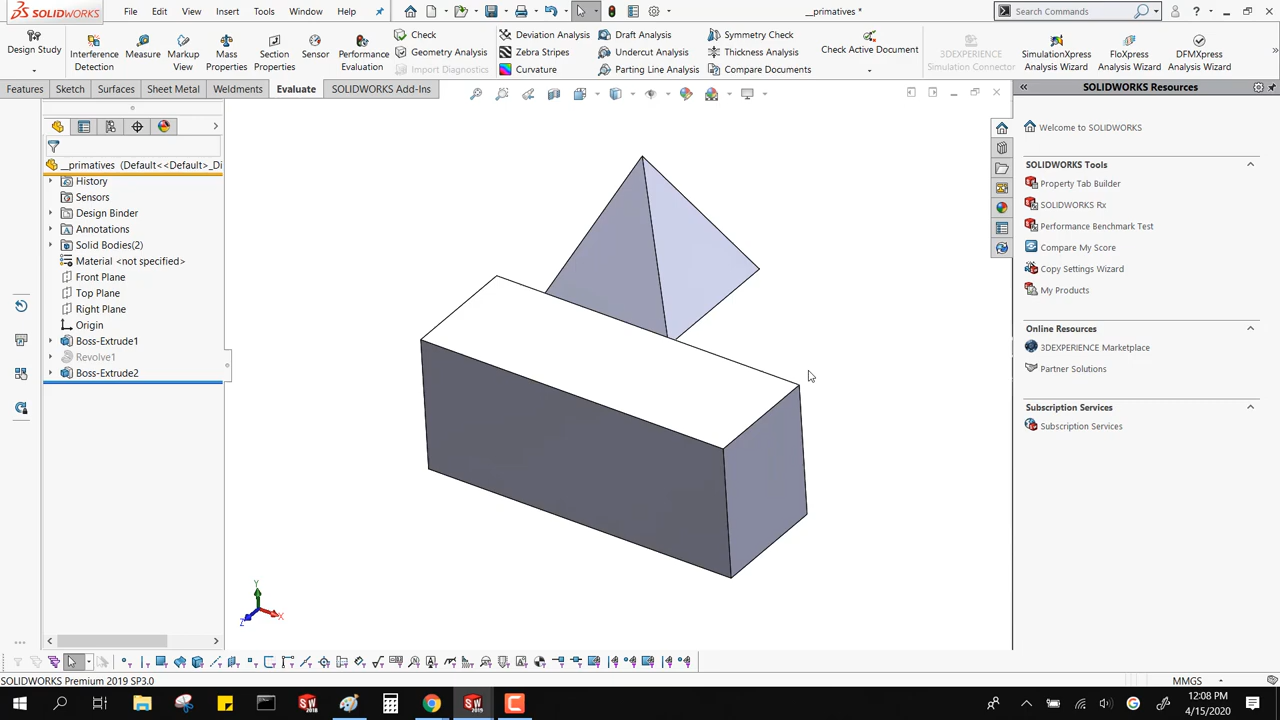 SOLIDWORKS File Edit View Insert Tools Window Help __primatives * Search Commands ?
Design Study Interference Detection Measure Markup View Mass Properties Section Properties Sensor Performance Evaluation Check Geometry Analysis Import Diagnostics Deviation Analysis Zebra Stripes Curvature Draft Analysis Undercut Analysis Parting Line Analysis Symmetry Check Thickness Analysis Compare Documents Check Active Document 3DEXPERIENCE Simulation Connector SimulationXpress Analysis Wizard FloXpress Analysis Wizard DFMXpress Analysis Wizard
Features Sketch Surfaces Sheet Metal Weldments Evaluate SOLIDWORKS Add-Ins
SOLIDWORKS Resources
__primatives (Default<<Default>_Di
History
Sensors
Design Binder
Annotations
Solid Bodies(2)
Material <not specified>
Front Plane
Top Plane
Right Plane
Origin
Boss-Extrude1
Revolve1
Boss-Extrude2
Y
X
Z
Welcome to SOLIDWORKS
SOLIDWORKS Tools
Property Tab Builder
SOLIDWORKS Rx
Performance Benchmark Test
Compare My Score
Copy Settings Wizard
My Products
Online Resources
3DEXPERIENCE Marketplace
Partner Solutions
Subscription Services
Subscription Services
SOLIDWORKS Premium 2019 SP3.0
MMGS
SW 2018
SW 2019
12:08 PM
4/15/2020